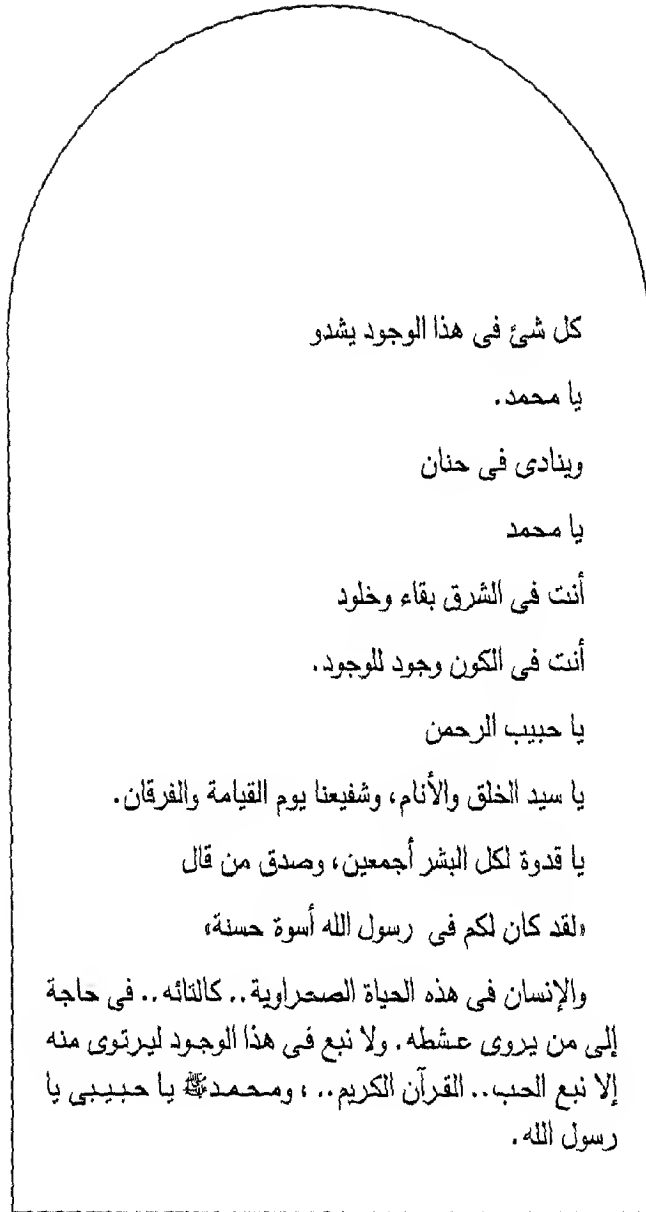 كل شئ فى هذا الوجود يشدو
يا محمد.
وينادى فى حنان
يا محمد
أنت فى الشرق بقاء وخلود
أنت فى الكون وجود للوجود.
يا حبيب الرحمن
يا سيد الخلق والأنام، وشفيعنا يوم القيامة والفرقان.
يا قدوة لكل البشر أجمعين، وصدق من قال
«لقد كان لكم فى رسول الله أسوة حسنة»
والإنسان فى هذه الحياة الصحراوية.. كالتائه.. فى حاجة
إلى من يروى عشطه. ولا نبع فى هذا الوجود ليرتوى منه
إلا نبع الحب.. القرآن الكريم..، ومحمد ﷺ يا حبيبى يا
رسول الله.